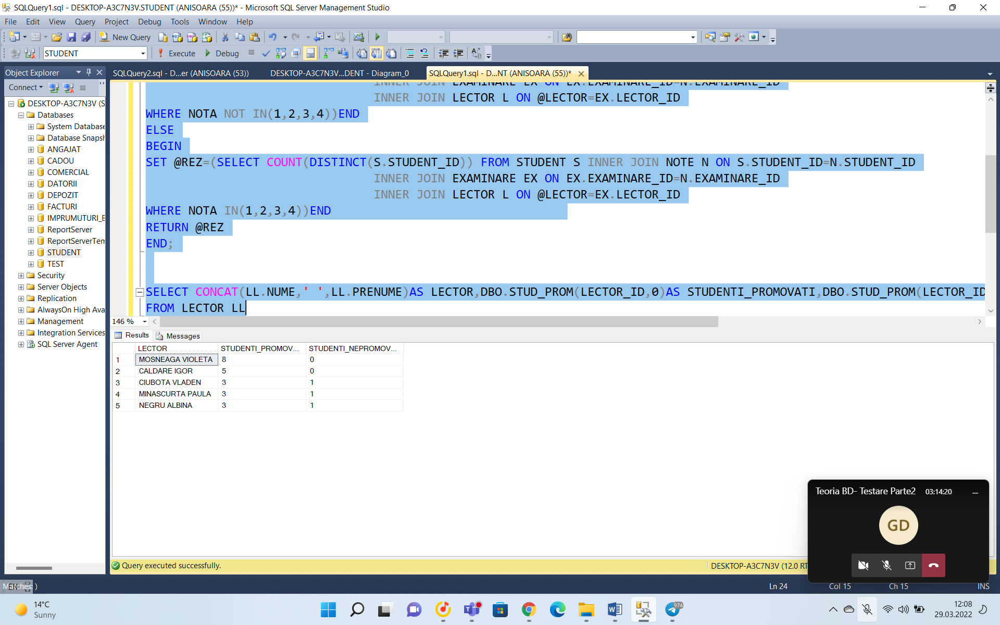 SQLQuery1.sql - DESKTOP-A3C7N3V.STUDENT (ANISOARA (55))* - Microsoft SQL Server Management Studio
File Edit View Query Project Debug Tools Window Help
New Query
STUDENT Execute Debug
Object Explorer
SQLQuery2.sql - D...er (ANISOARA (53)) DESKTOP-A3C7N3V...DENT - Diagram_0 SQLQuery1.sql - D...NT (ANISOARA (55))*
Connect
DESKTOP-A3C7N3V (S
Databases
System Database
Database Snapsh
ANGAJAT
CADOU
COMERCIAL
DATORII
DEPOZIT
FACTURI
IMPRUMUTURI_E
ReportServer
ReportServerTem
STUDENT
TEST
Security
Server Objects
Replication
AlwaysOn High Ava
Management
Integration Services
SQL Server Agent
INNER JOIN EXAMINARE EX ON EX.EXAMINARE_ID=N.EXAMINARE_ID
INNER JOIN LECTOR L ON @LECTOR=EX.LECTOR_ID
WHERE NOTA NOT IN(1,2,3,4))END
ELSE
BEGIN
SET @REZ=(SELECT COUNT(DISTINCT(S.STUDENT_ID)) FROM STUDENT S INNER JOIN NOTE N ON S.STUDENT_ID=N.STUDENT_ID
INNER JOIN EXAMINARE EX ON EX.EXAMINARE_ID=N.EXAMINARE_ID
INNER JOIN LECTOR L ON @LECTOR=EX.LECTOR_ID
WHERE NOTA IN(1,2,3,4))END
RETURN @REZ
END;
SELECT CONCAT(LL.NUME,' ',LL.PRENUME)AS LECTOR,DBO.STUD_PROM(LECTOR_ID,0)AS STUDENTI_PROMOVATI,DBO.STUD_PROM(LECTOR_ID
FROM LECTOR LL
146 %
Results Messages
LECTOR STUDENTI_PROMOV... STUDENTI_NEPROMOV...
1 MOSNEAGA VIOLETA 8 0
2 CALDARE IGOR 5 0
3 CIUBOTA VLADEN 3 1
4 MINASCURTA PAULA 3 1
5 NEGRU ALBINA 3 1
Teoria BD- Testare Parte2 03:14:20
GD
Query executed successfully. DESKTOP-A3C7N3V (12.0 RT
Matches: ) Ln 24 Col 15 Ch 15 INS
14°C
Sunny
974
12:08
29.03.2022